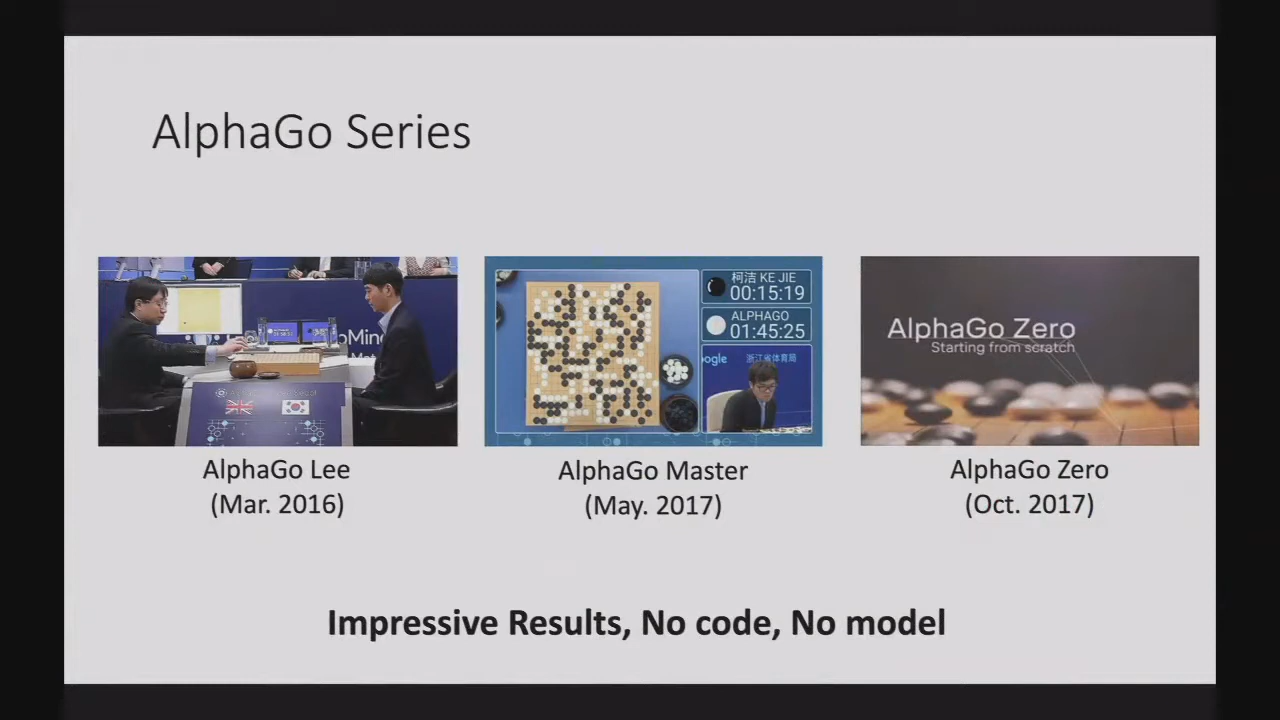 AlphaGo Series
柯洁 KE JIE
00:15:19
ALPHAGO
01:45:25
oogle 浙江省体育局
AlphaGo Zero
Starting from scratch
AlphaGo Lee
(Mar. 2016)
AlphaGo Master
(May. 2017)
AlphaGo Zero
(Oct. 2017)
Impressive Results, No code, No model